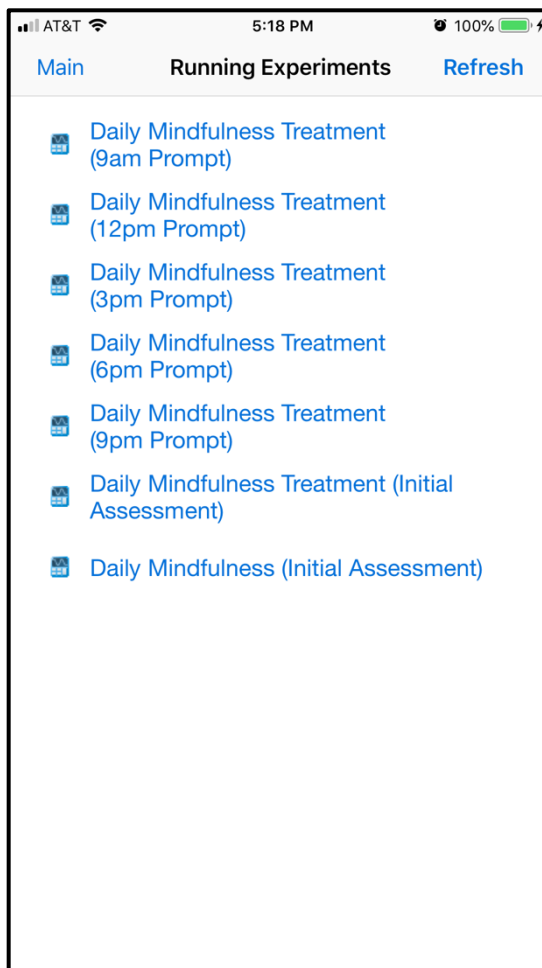 AT&T 5:18 PM 100%
Main Running Experiments Refresh
Daily Mindfulness Treatment
(9am Prompt)
Daily Mindfulness Treatment
(12pm Prompt)
Daily Mindfulness Treatment
(3pm Prompt)
Daily Mindfulness Treatment
(6pm Prompt)
Daily Mindfulness Treatment
(9pm Prompt)
Daily Mindfulness Treatment (Initial
Assessment)
Daily Mindfulness (Initial Assessment)